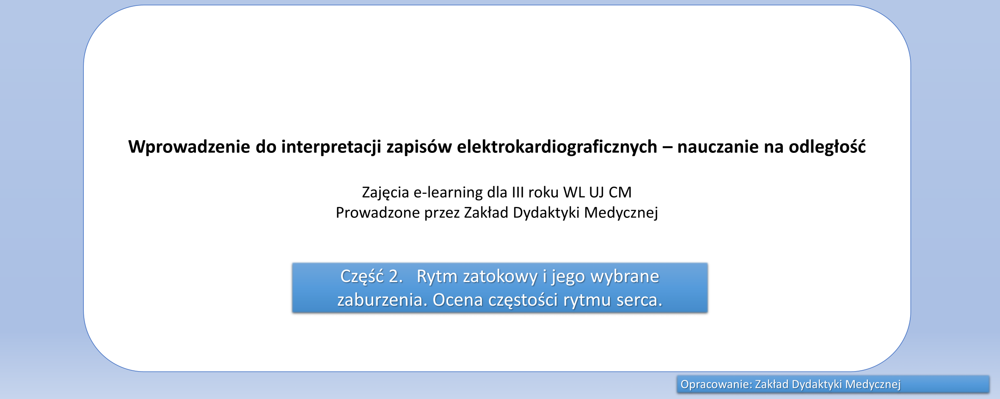 Wprowadzenie do interpretacji zapisów elektrokardiograficznych – nauczanie na odległość
Zajęcia e-learning dla III roku WL UJ CM
Prowadzone przez Zakład Dydaktyki Medycznej
Część 2.   Rytm zatokowy i jego wybrane
zaburzenia. Ocena częstości rytmu serca.
Opracowanie: Zakład Dydaktyki Medycznej